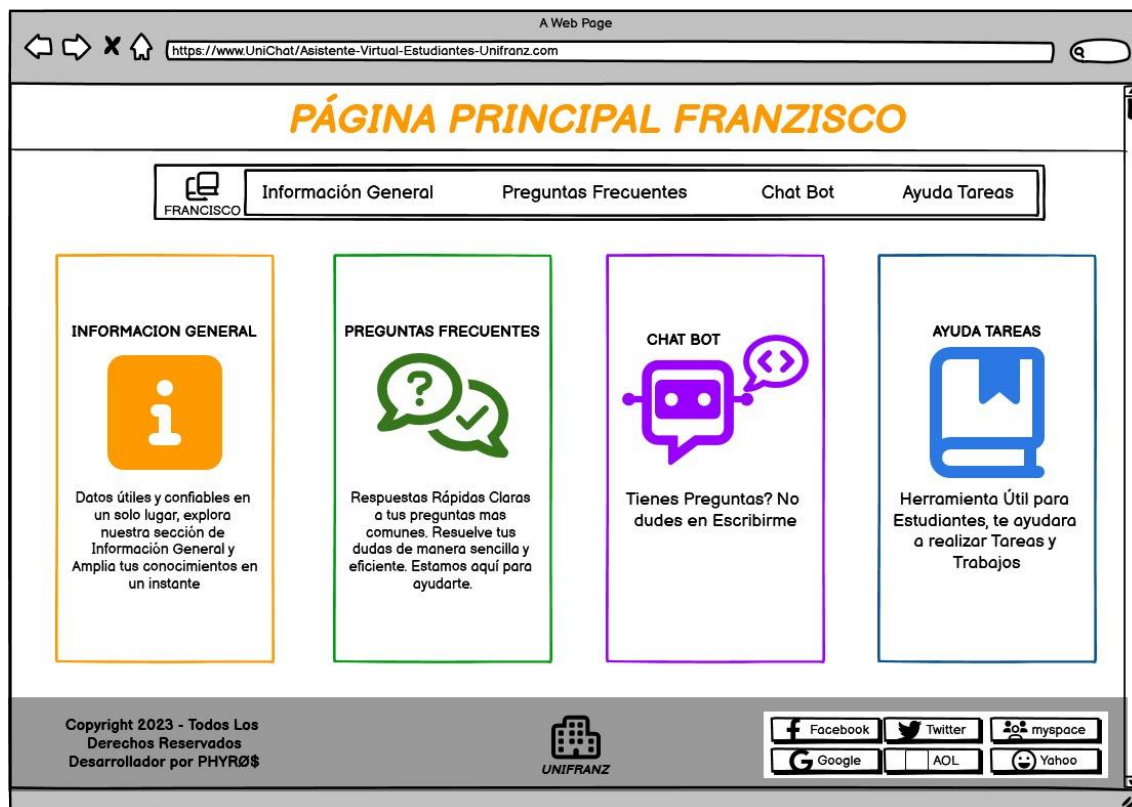 A Web Page
https://www.UniChat/Asistente-Virtual-Estudiantes-Unifranz.com
PÁGINA PRINCIPAL FRANZISCO
FRANCISCO
Información General
Preguntas Frecuentes
Chat Bot
Ayuda Tareas
INFORMACION GENERAL
Datos útiles y confiables en
un solo lugar, explora
nuestra sección de
Información General y
Amplia tus conocimientos en
un instante
PREGUNTAS FRECUENTES
Respuestas Rápidas Claras
a tus preguntas mas
comunes. Resuelve tus
dudas de manera sencilla y
eficiente. Estamos aquí para
ayudarte.
CHAT BOT
Tienes Preguntas? No
dudes en Escribirme
AYUDA TAREAS
Herramienta Útil para
Estudiantes, te ayudara
a realizar Tareas y
Trabajos
Copyright 2023 - Todos Los
Derechos Reservados
Desarrollador por PHYRØ$
UNIFRANZ
Facebook
Twitter
myspace
Google
AOL
Yahoo